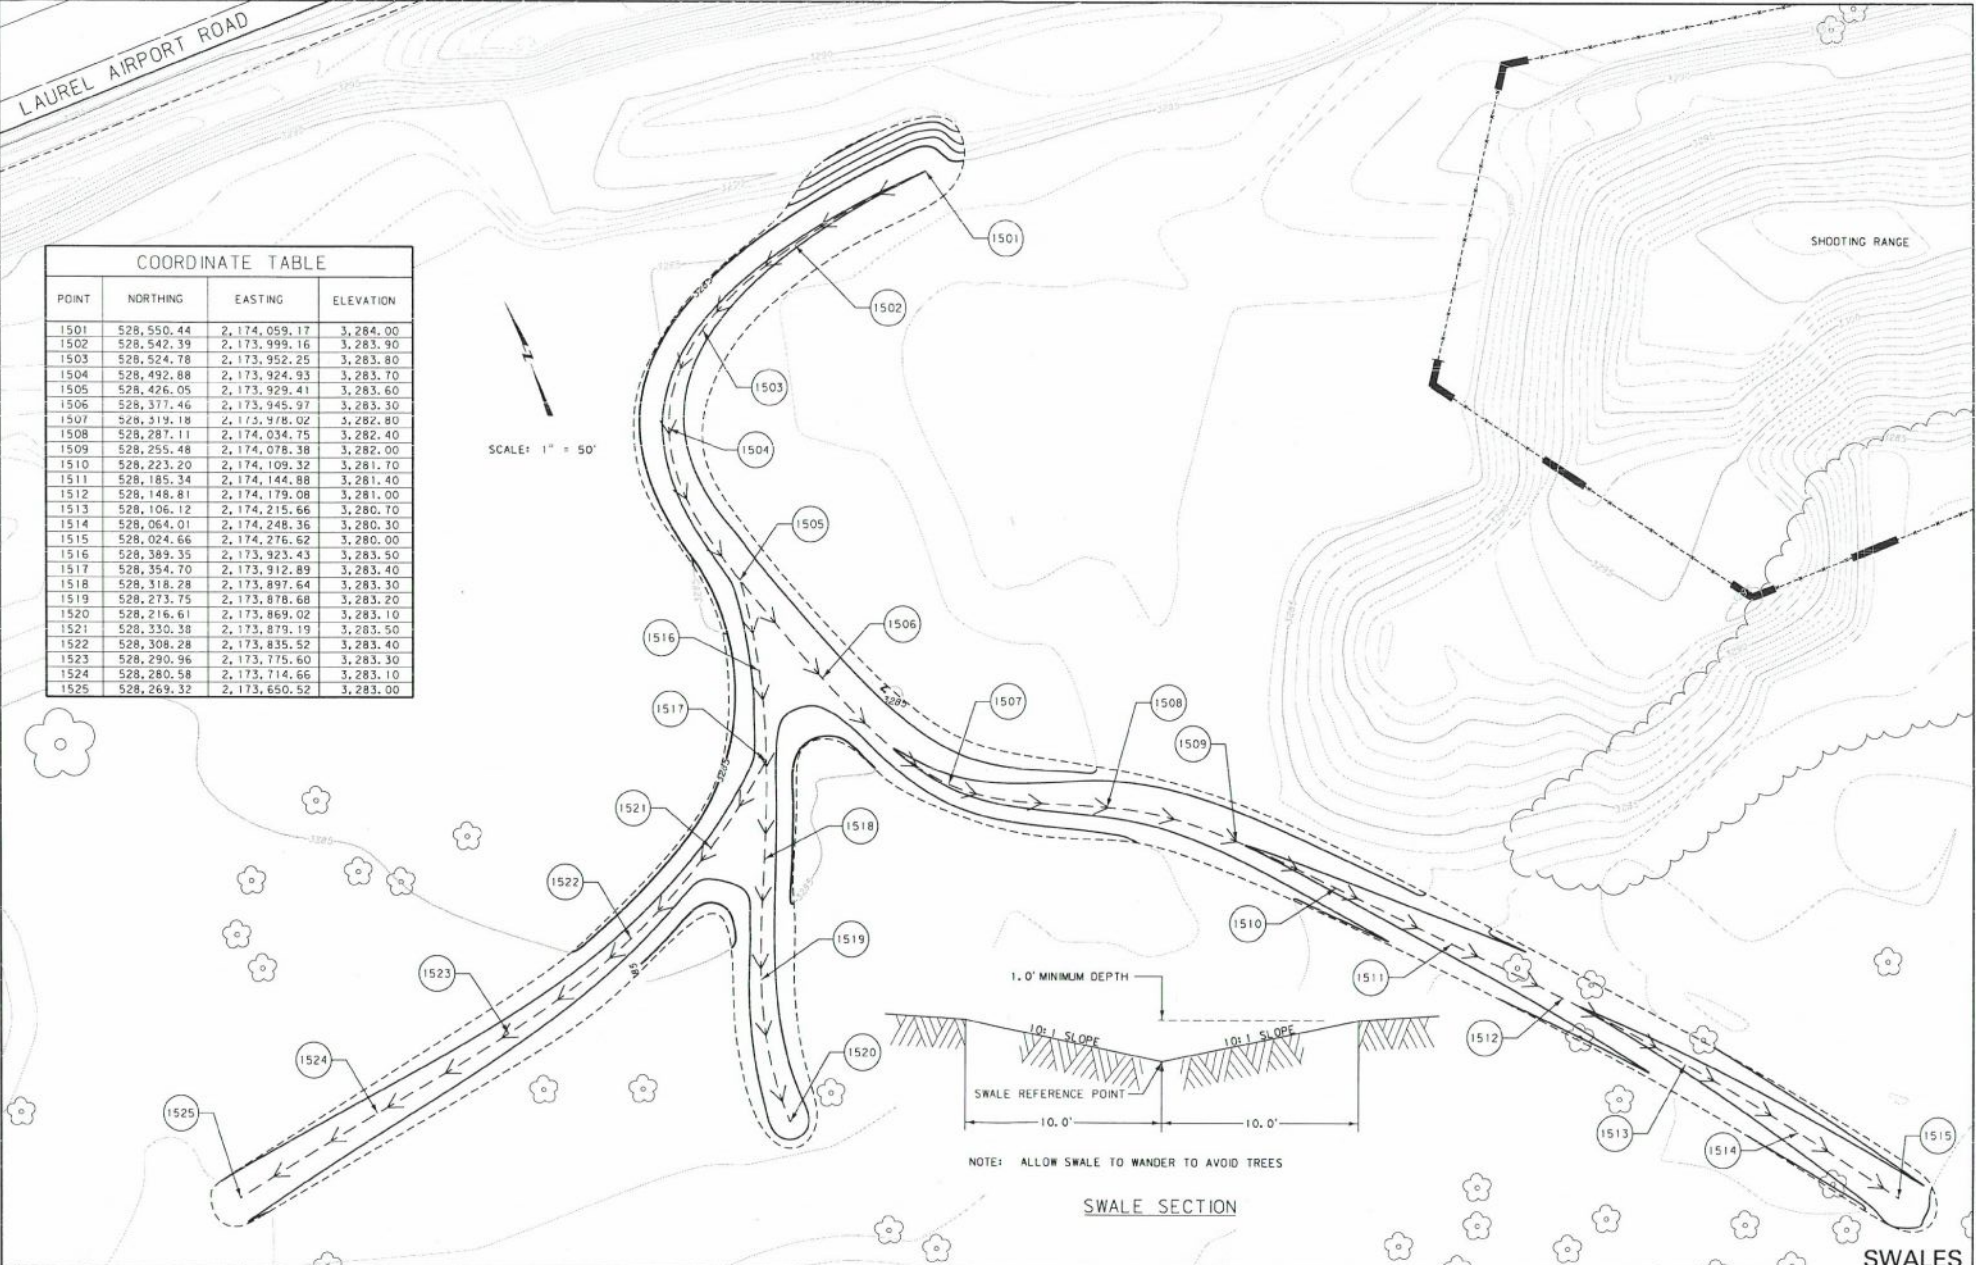 LAUREL AIRPORT ROAD
SHOOTING RANGE
COORDINATE TABLE
POINT NORTHING EASTING ELEVATION
1501 528,550.44 2,174,059.17 3,284.00
1502 528,542.39 2,173,999.16 3,283.90
1503 528,524.78 2,173,952.25 3,283.80
1504 528,492.88 2,173,924.93 3,283.70
1505 528,426.05 2,173,929.41 3,283.60
1506 528,377.46 2,173,945.97 3,283.30
1507 528,319.18 2,173,978.02 3,282.80
1508 528,287.11 2,174,034.75 3,282.40
1509 528,255.48 2,174,078.38 3,282.00
1510 528,223.20 2,174,109.32 3,281.70
1511 528,185.34 2,174,144.88 3,281.40
1512 528,148.81 2,174,179.08 3,281.00
1513 528,106.12 2,174,215.66 3,280.70
1514 528,064.01 2,174,248.36 3,280.30
1515 528,024.66 2,174,276.62 3,280.00
1516 528,389.35 2,173,923.43 3,283.50
1517 528,354.70 2,173,912.89 3,283.40
1518 528,318.28 2,173,897.64 3,283.30
1519 528,273.75 2,173,878.68 3,283.20
1520 528,216.61 2,173,869.02 3,283.10
1521 528,330.38 2,173,879.19 3,283.50
1522 528,308.28 2,173,835.52 3,283.40
1523 528,290.96 2,173,775.60 3,283.30
1524 528,280.58 2,173,714.66 3,283.10
1525 528,269.32 2,173,650.52 3,283.00
N
SCALE: 1" = 50'
1501
1502
1503
1504
1505
1506
1507
1508
1509
1510
1511
1512
1513
1514
1515
1516
1517
1518
1519
1520
1521
1522
1523
1524
1525
3285
3285
3285
3285
3285
3285
3295
3295
3285
3295
3285
3285
1.0' MINIMUM DEPTH
10:1 SLOPE
10:1 SLOPE
SWALE REFERENCE POINT
10.0'
10.0'
NOTE: ALLOW SWALE TO WANDER TO AVOID TREES
SWALE SECTION
SWALES